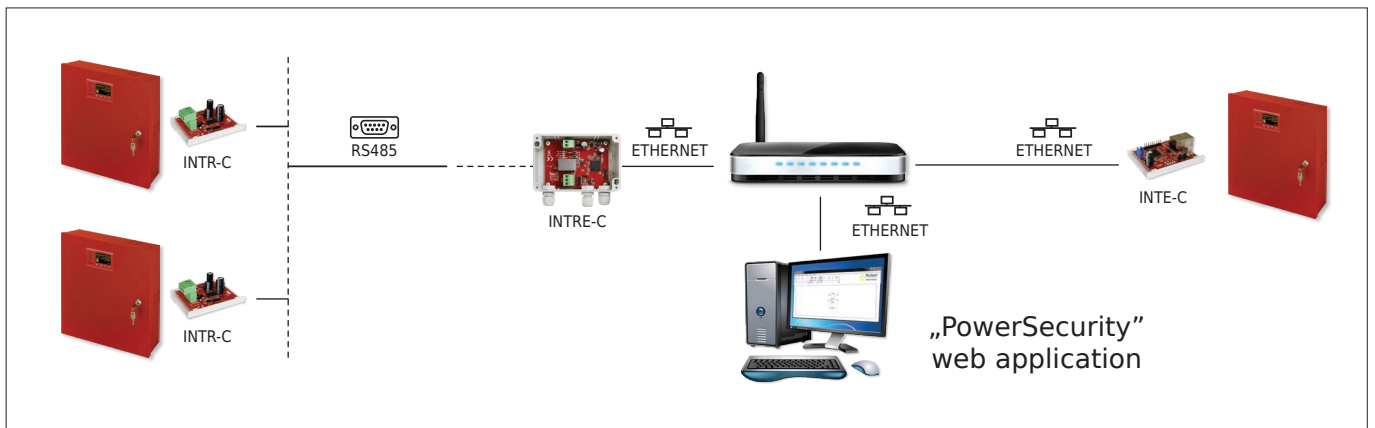 INTR-C
RS485
INTRE-C
ETHERNET
ETHERNET
INTE-C
INTR-C
ETHERNET
„PowerSecurity”
web application